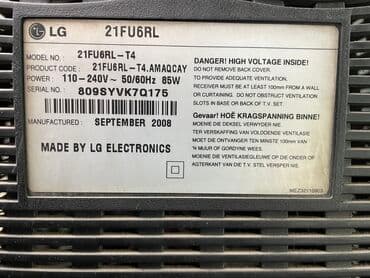 LG 21FU6RL
MODEL NO : 21FU6RL-T4
PRODUCT CODE : 21FU6RL-T4.AMAQCAY
POWER : 110-240V~ 50/60Hz 85W
SERIAL NO : 809SYVK7Q175
MANUFACTURED : SEPTEMBER 2008
MADE BY LG ELECTRONICS
DANGER! HIGH VOLTAGE INSIDE!
DO NOT REMOVE BACK COVER.
TO PROVIDE ADEQUATE VENTILATION.
RECEIVER MUST BE AT LEAST 100mm FROM A WALL
OR CURTAINING. DO NOT OBSTRUCT VENTILATION
SLOTS AT BOTTOM OR BACK OF T.V. SET.
Gevaar! HOË KRAGSPANNING BINNE!
MOENIE DIE DEKSEL VERWYDER NIE.
TER VERSKAFFING VAN VOLDOENDE VENTILASIE.
MOET DIE ONTVANGER TEN MINSTE 100mm VAN
'N MUUR OF GORDYNE WEES.
MOENIE DIE VENTILASIEGLEUWE OP DIE ONDER- OF
AGTERKANT VAN DIE T.V. STEL VERSPER NIE.